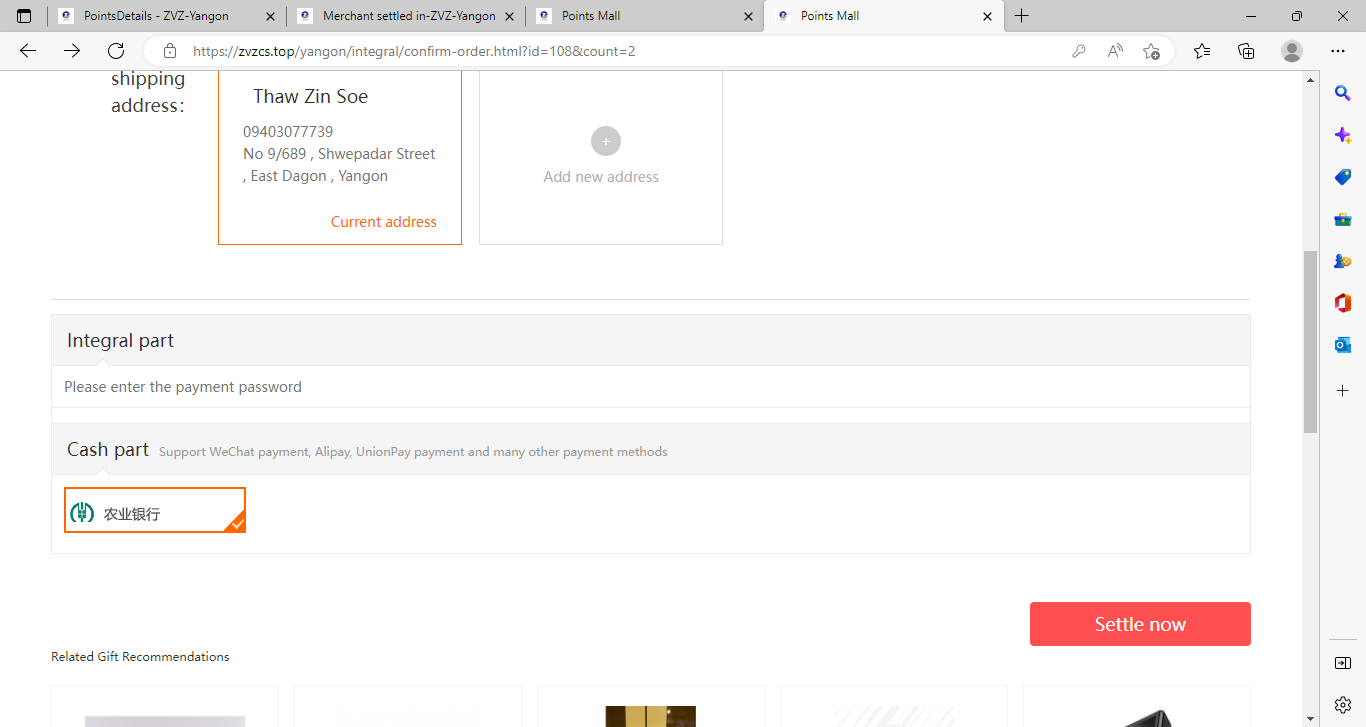 PointsDetails - ZVZ-Yangon
Merchant settled in-ZVZ-Yangon
Points Mall
Points Mall
https://zvzcs.top/yangon/integral/confirm-order.html?id=108&count=2
shipping
address:
Thaw Zin Soe
09403077739
No 9/689 , Shwepadar Street
, East Dagon , Yangon
Current address
Add new address
Integral part
Please enter the payment password
Cash part Support WeChat payment, Alipay, UnionPay payment and many other payment methods
农业银行
Settle now
Related Gift Recommendations